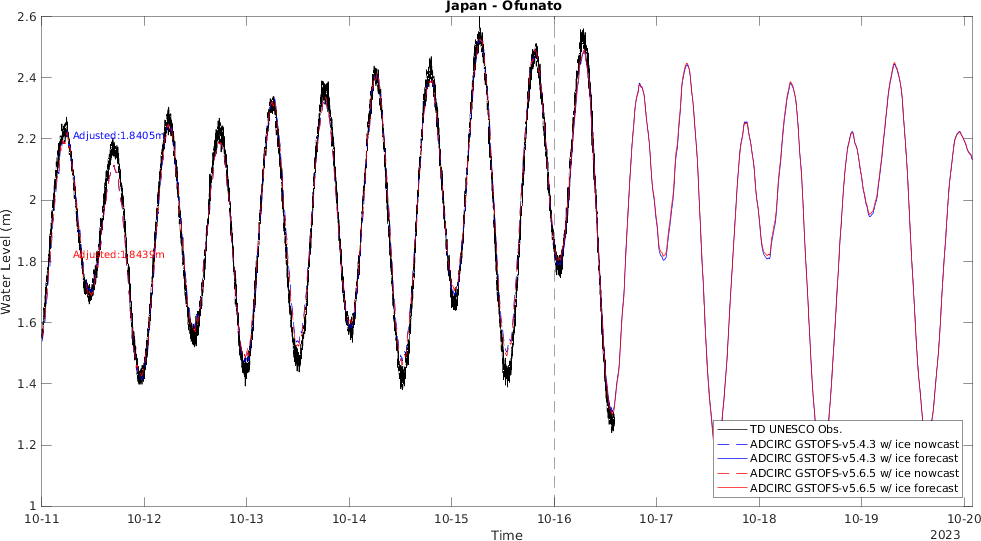 Japan - Ofunato
2.6
2.4
2.2
2
1.8
1.6
1.4
1.2
1
Water Level (m)
Adjusted:1.8405m
Adjusted:1.8439m
TD UNESCO Obs.
ADCIRC GSTOFS-v5.4.3 w/ ice nowcast
ADCIRC GSTOFS-v5.4.3 w/ ice forecast
ADCIRC GSTOFS-v5.6.5 w/ ice nowcast
ADCIRC GSTOFS-v5.6.5 w/ ice forecast
10-11 10-12 10-13 10-14 10-15 10-16 10-17 10-18 10-19 10-20
Time
2023